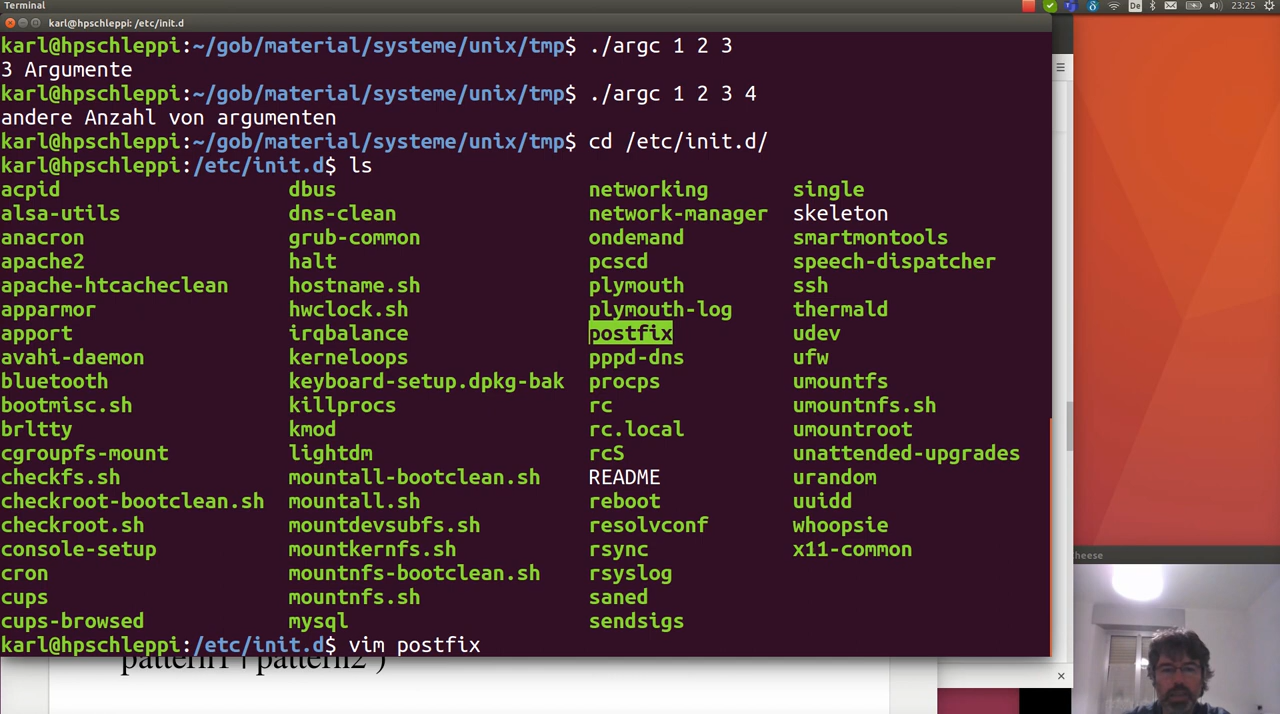 Terminal
De
23:25
karl@hpschleppi: /etc/init.d
karl@hpschleppi:~/gob/material/systeme/unix/tmp$ ./argc 1 2 3
3 Argumente
karl@hpschleppi:~/gob/material/systeme/unix/tmp$ ./argc 1 2 3 4
andere Anzahl von argumenten
karl@hpschleppi:~/gob/material/systeme/unix/tmp$ cd /etc/init.d/
karl@hpschleppi:/etc/init.d$ ls
acpid dbus networking single
alsa-utils dns-clean network-manager skeleton
anacron grub-common ondemand smartmontools
apache2 halt pcscd speech-dispatcher
apache-htcacheclean hostname.sh plymouth ssh
apparmor hwclock.sh plymouth-log thermald
apport irqbalance postfix udev
avahi-daemon kerneloops pppd-dns ufw
bluetooth keyboard-setup.dpkg-bak procps umountfs
bootmisc.sh killprocs rc umountnfs.sh
brltty kmod rc.local umountroot
cgroupfs-mount lightdm rcS unattended-upgrades
checkfs.sh mountall-bootclean.sh README urandom
checkroot-bootclean.sh mountall.sh reboot uuidd
checkroot.sh mountdevsubfs.sh resolvconf whoopsie
console-setup mountkernfs.sh rsync x11-common
cron mountnfs-bootclean.sh rsyslog
cups mountnfs.sh saned
cups-browsed mysql sendsigs
karl@hpschleppi:/etc/init.d$ vim postfix
pattern1 | pattern2 )
heese